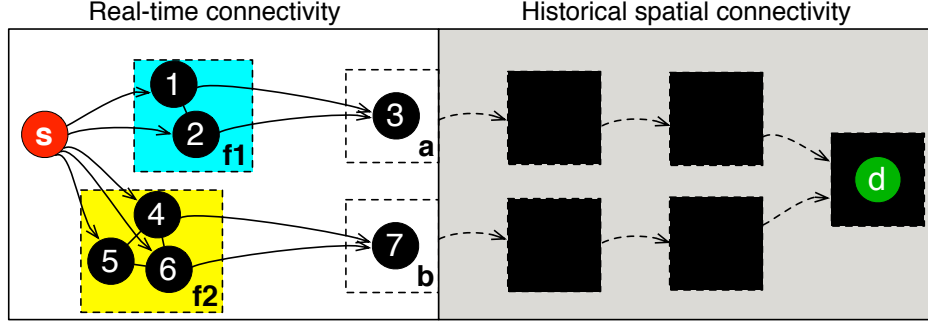 Real-time connectivity
Historical spatial connectivity
1
s
2
f1
3
a
d
4
5
6
f2
7
b